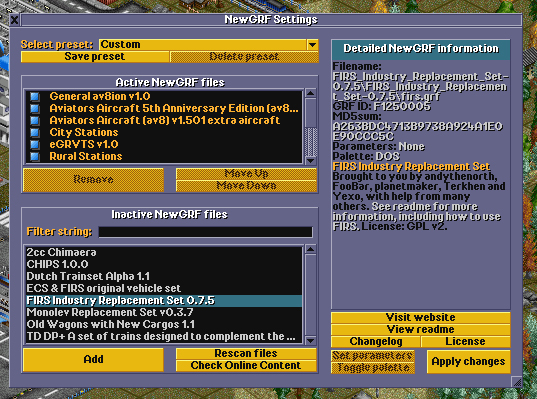 NewGRF Settings
Select preset: Custom
Save preset
Delete preset
Active NewGRF files
General av8ion v1.0
Aviators Aircraft 5th Anniversary Edition (av8...
Aviators Aircraft (av8) v1.501 extra aircraft
City Stations
eGRVTS v1.0
Rural Stations
Remove
Move Up
Move Down
Inactive NewGRF files
Filter string:
2cc Chimaera
CHIPS 1.0.0
Dutch Trainset Alpha 1.1
ECS & FIRS original vehicle set
FIRS Industry Replacement Set 0.7.5
Monolev Replacement Set v0.3.7
Old Wagons with New Cargos 1.1
TD DP+ A set of trains designed to complement the ...
Add
Rescan files
Check Online Content
Detailed NewGRF information
Filename:
FIRS_Industry_Replacement_Set-
0.7.5\FIRS_Industry_Replacemen
t_Set-0.7.5\firs.grf
GRF ID: F1250005
MD5sum:
A263BDC4713B9738A924A1E0
E90CCC5C
Parameters: None
Palette: DOS
FIRS Industry Replacement Set
Brought to you by andythenorth,
FooBar, planetmaker, Terkhen and
Yexo, with help from many
others. See readme for more
information, including how to use
FIRS. License: GPL v2.
Visit website
View readme
Changelog
License
Set parameters
Toggle palette
Apply changes